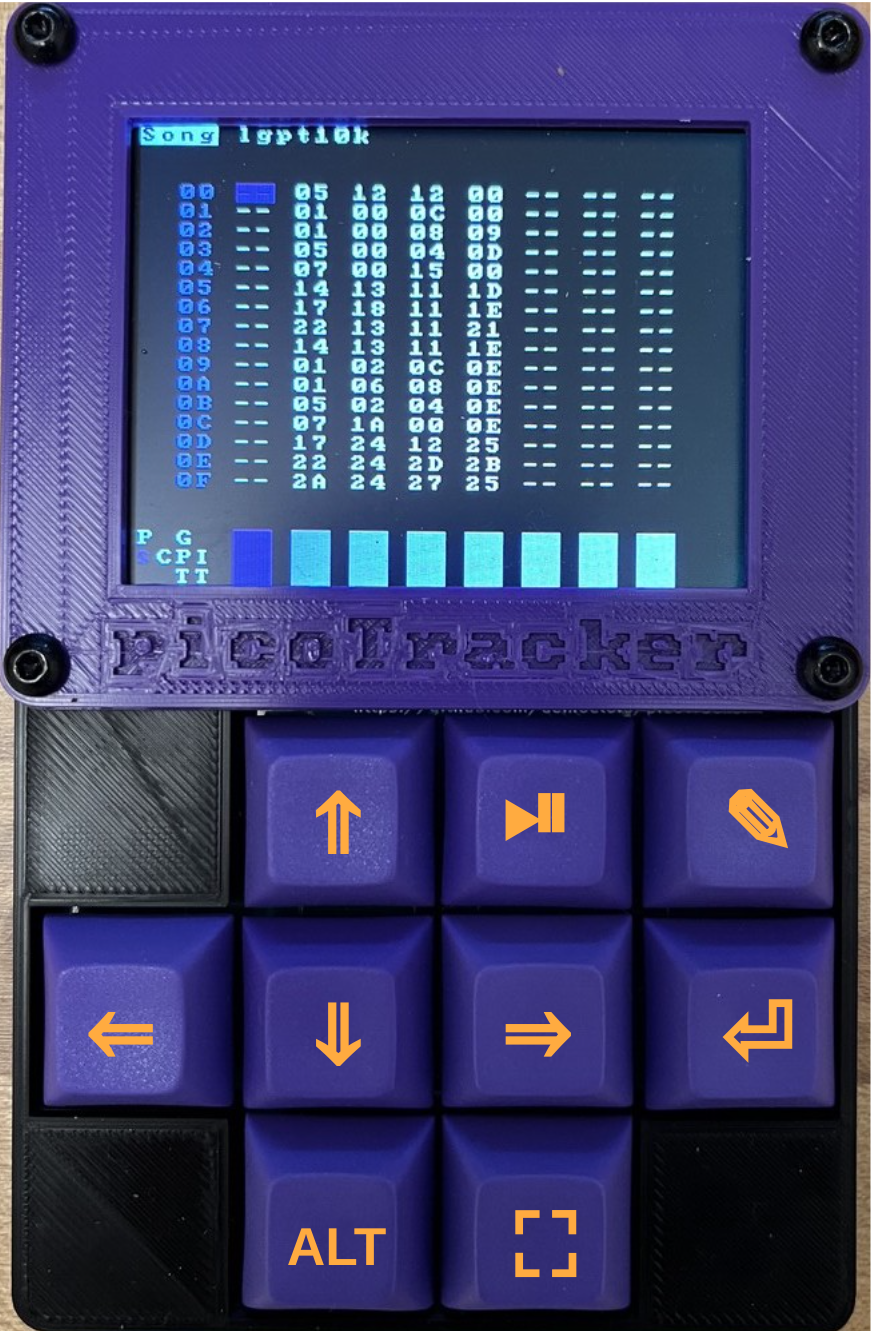 Song lgpt10k
00 -- 05 12 12 00 -- -- --
01 -- 01 00 0C 00 -- -- --
02 -- 01 00 08 09 -- -- --
03 -- 05 00 04 0D -- -- --
04 -- 07 00 15 00 -- -- --
05 -- 14 13 11 1D -- -- --
06 -- 17 18 11 1E -- -- --
07 -- 22 13 11 21 -- -- --
08 -- 14 13 11 1E -- -- --
09 -- 01 02 0C 0E -- -- --
0A -- 01 06 08 0E -- -- --
0B -- 05 02 04 0E -- -- --
0C -- 07 1A 00 0E -- -- --
0D -- 17 24 12 25 -- -- --
0E -- 22 24 2D 2B -- -- --
0F -- 2A 24 27 25 -- -- --
P G
SCPI
TT
picoTracker
ALT